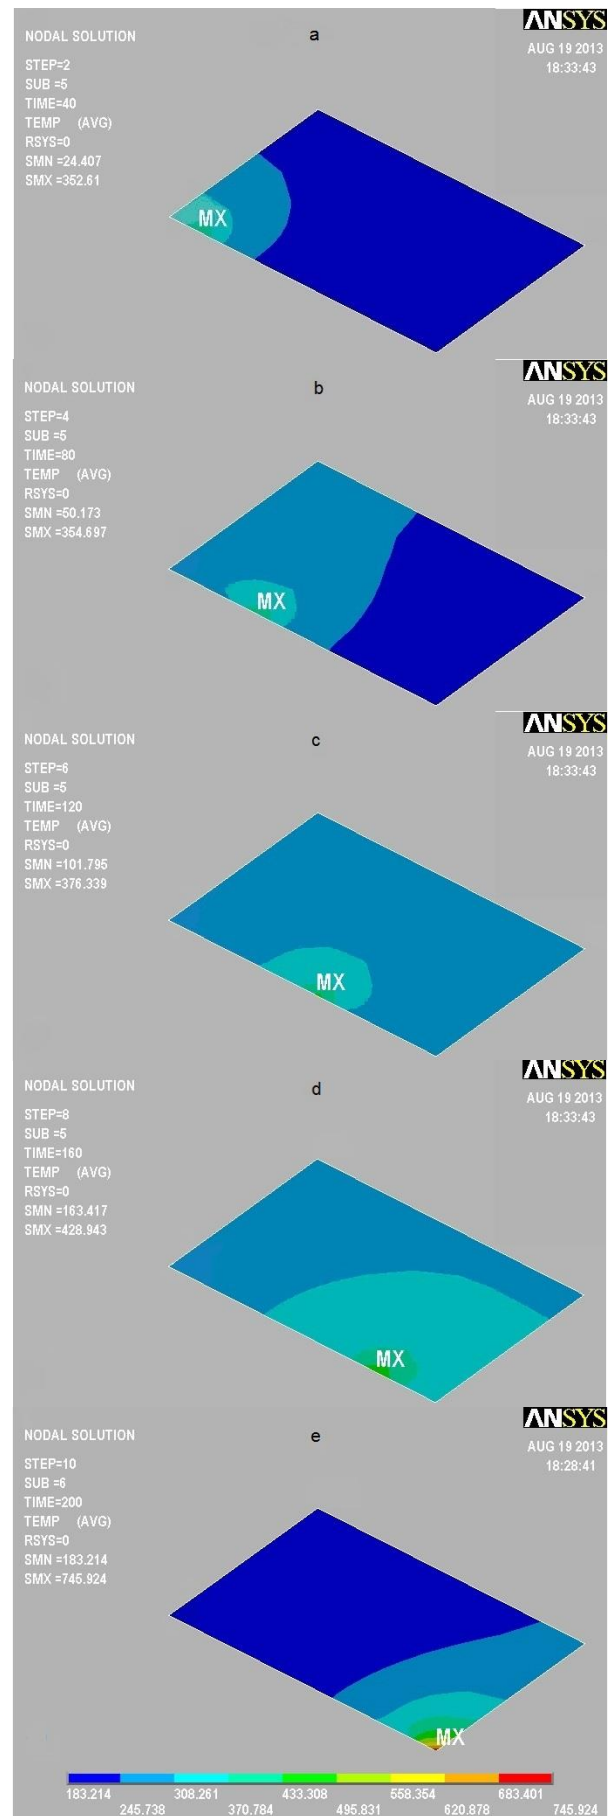 NODAL SOLUTION
a
ANSYS
AUG 19 2013
18:33:43
STEP=2
SUB =5
TIME=40
TEMP (AVG)
RSYS=0
SMN =24.407
SMX =352.61
MX
NODAL SOLUTION
b
ANSYS
AUG 19 2013
18:33:43
STEP=4
SUB =5
TIME=80
TEMP (AVG)
RSYS=0
SMN =50.173
SMX =354.697
MX
NODAL SOLUTION
c
ANSYS
AUG 19 2013
18:33:43
STEP=6
SUB =5
TIME=120
TEMP (AVG)
RSYS=0
SMN =101.795
SMX =376.339
MX
NODAL SOLUTION
d
ANSYS
AUG 19 2013
18:33:43
STEP=8
SUB =5
TIME=160
TEMP (AVG)
RSYS=0
SMN =163.417
SMX =428.943
MX
NODAL SOLUTION
e
ANSYS
AUG 19 2013
18:28:41
STEP=10
SUB =6
TIME=200
TEMP (AVG)
RSYS=0
SMN =183.214
SMX =745.924
MX
183.214 308.261 433.308 558.354 683.401
245.738 370.784 495.831 620.878 745.924